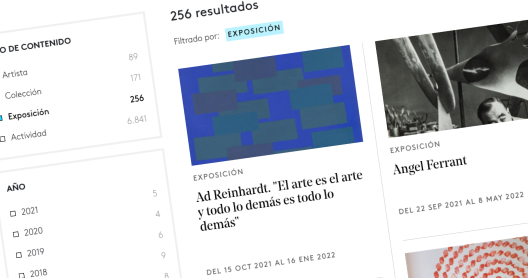 256 resultados
Filtrado por: EXPOSICIÓN
O DE CONTENIDO
Artista 89
Colección 171
Exposición 256
Actividad 6.841
AÑO
2021 5
2020 4
2019 6
2018 9
8
EXPOSICIÓN
Ad Reinhardt. "El arte es el arte
y todo lo demás es todo lo
demás"
DEL 15 OCT 2021 AL 16 ENE 2022
EXPOSICIÓN
Angel Ferrant
DEL 22 SEP 2021 AL 8 MAY 2022